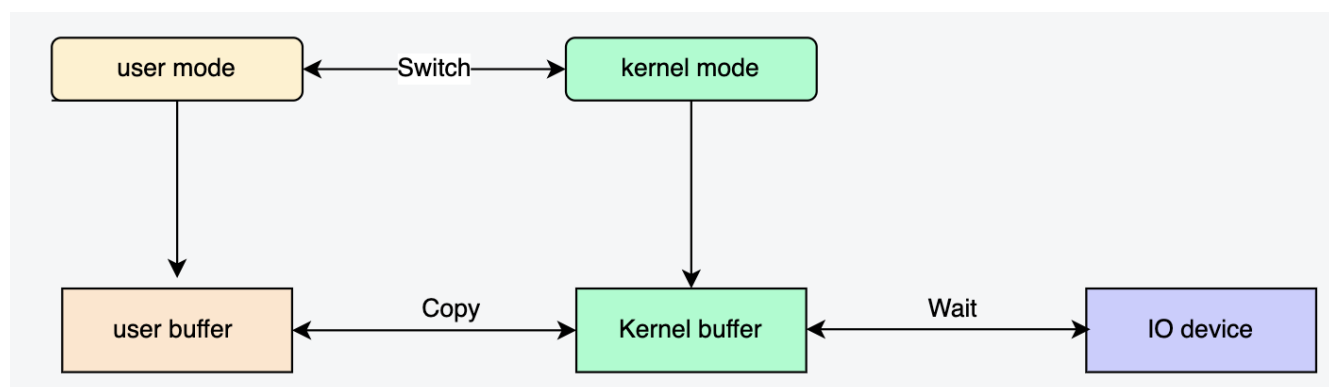 user mode
Switch
kernel mode
Copy
Wait
user buffer
Kernel buffer
IO device